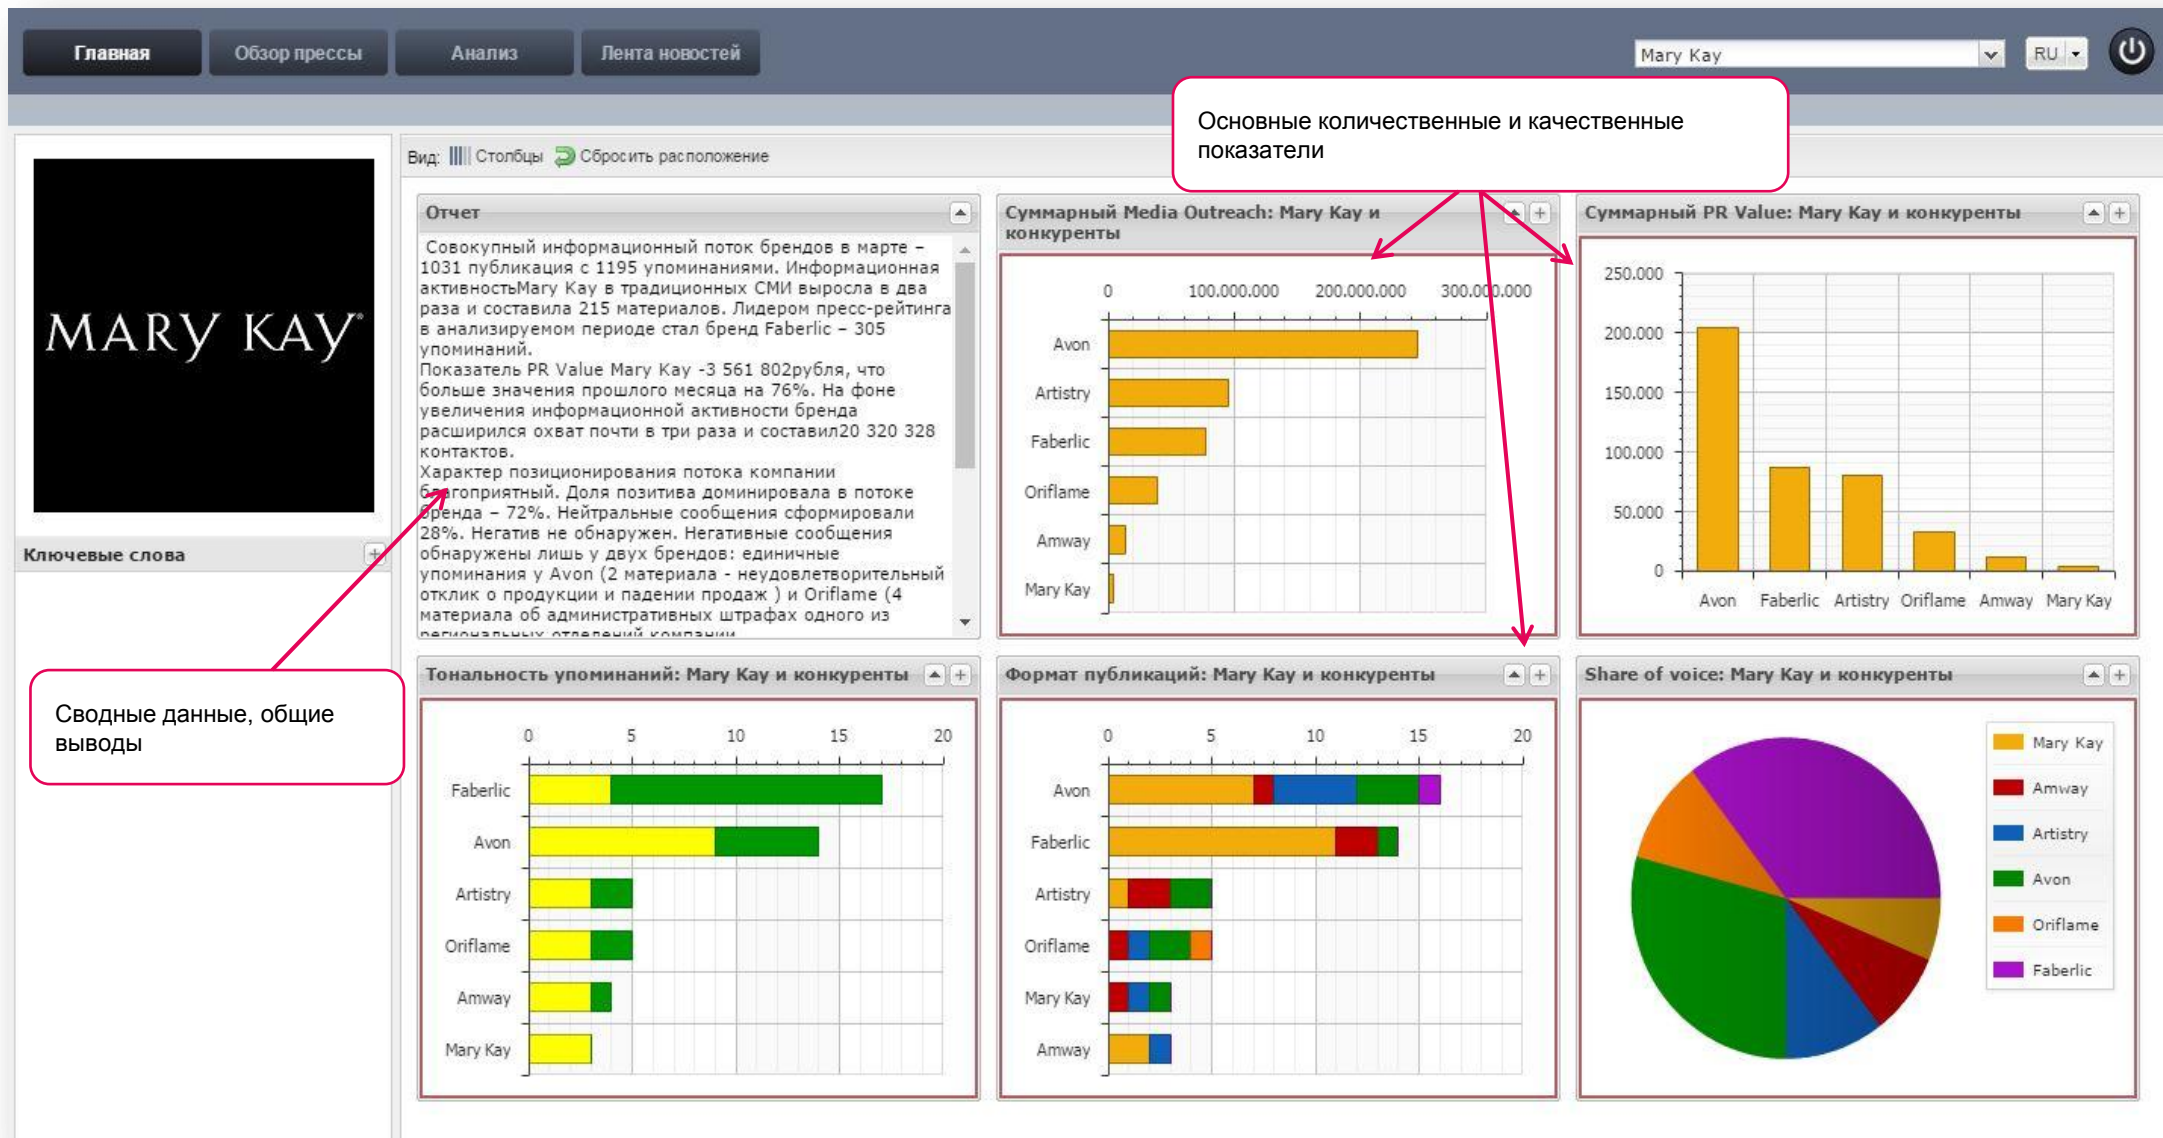 Главная
Обзор прессы
Анализ
Лента новостей
Mary Kay
RU
Основные количественные и качественные
показатели
MARY KAY®
Ключевые слова
Сводные данные, общие
выводы
Вид: Столбцы Сбросить расположение
Отчет
Совокупный информационный поток брендов в марте –
1031 публикация с 1195 упоминаниями. Информационная
активностьMary Kay в традиционных СМИ выросла в два
раза и составила 215 материалов. Лидером пресс-рейтинга
в анализируемом периоде стал бренд Faberlic – 305
упоминаний.
Показатель PR Value Mary Kay -3 561 802рубля, что
больше значения прошлого месяца на 76%. На фоне
увеличения информационной активности бренда
расширился охват почти в три раза и составил20 320 328
контактов.
Характер позиционирования потока компании
благоприятный. Доля позитива доминировала в потоке
бренда – 72%. Нейтральные сообщения сформировали
28%. Негатив не обнаружен. Негативные сообщения
обнаружены лишь у двух брендов: единичные
упоминания у Avon (2 материала - неудовлетворительный
отклик о продукции и падении продаж ) и Oriflame (4
материала об административных штрафах одного из
региональных отделений компании
Суммарный Media Outreach: Mary Kay и
конкуренты
0 100.000.000 200.000.000 300.000.000
Avon
Artistry
Faberlic
Oriflame
Amway
Mary Kay
Суммарный PR Value: Mary Kay и конкуренты
250.000
200.000
150.000
100.000
50.000
0
Avon Faberlic Artistry Oriflame Amway Mary Kay
Тональность упоминаний: Mary Kay и конкуренты
0 5 10 15 20
Faberlic
Avon
Artistry
Oriflame
Amway
Mary Kay
Формат публикаций: Mary Kay и конкуренты
0 5 10 15 20
Avon
Faberlic
Artistry
Oriflame
Mary Kay
Amway
Share of voice: Mary Kay и конкуренты
Mary Kay
Amway
Artistry
Avon
Oriflame
Faberlic